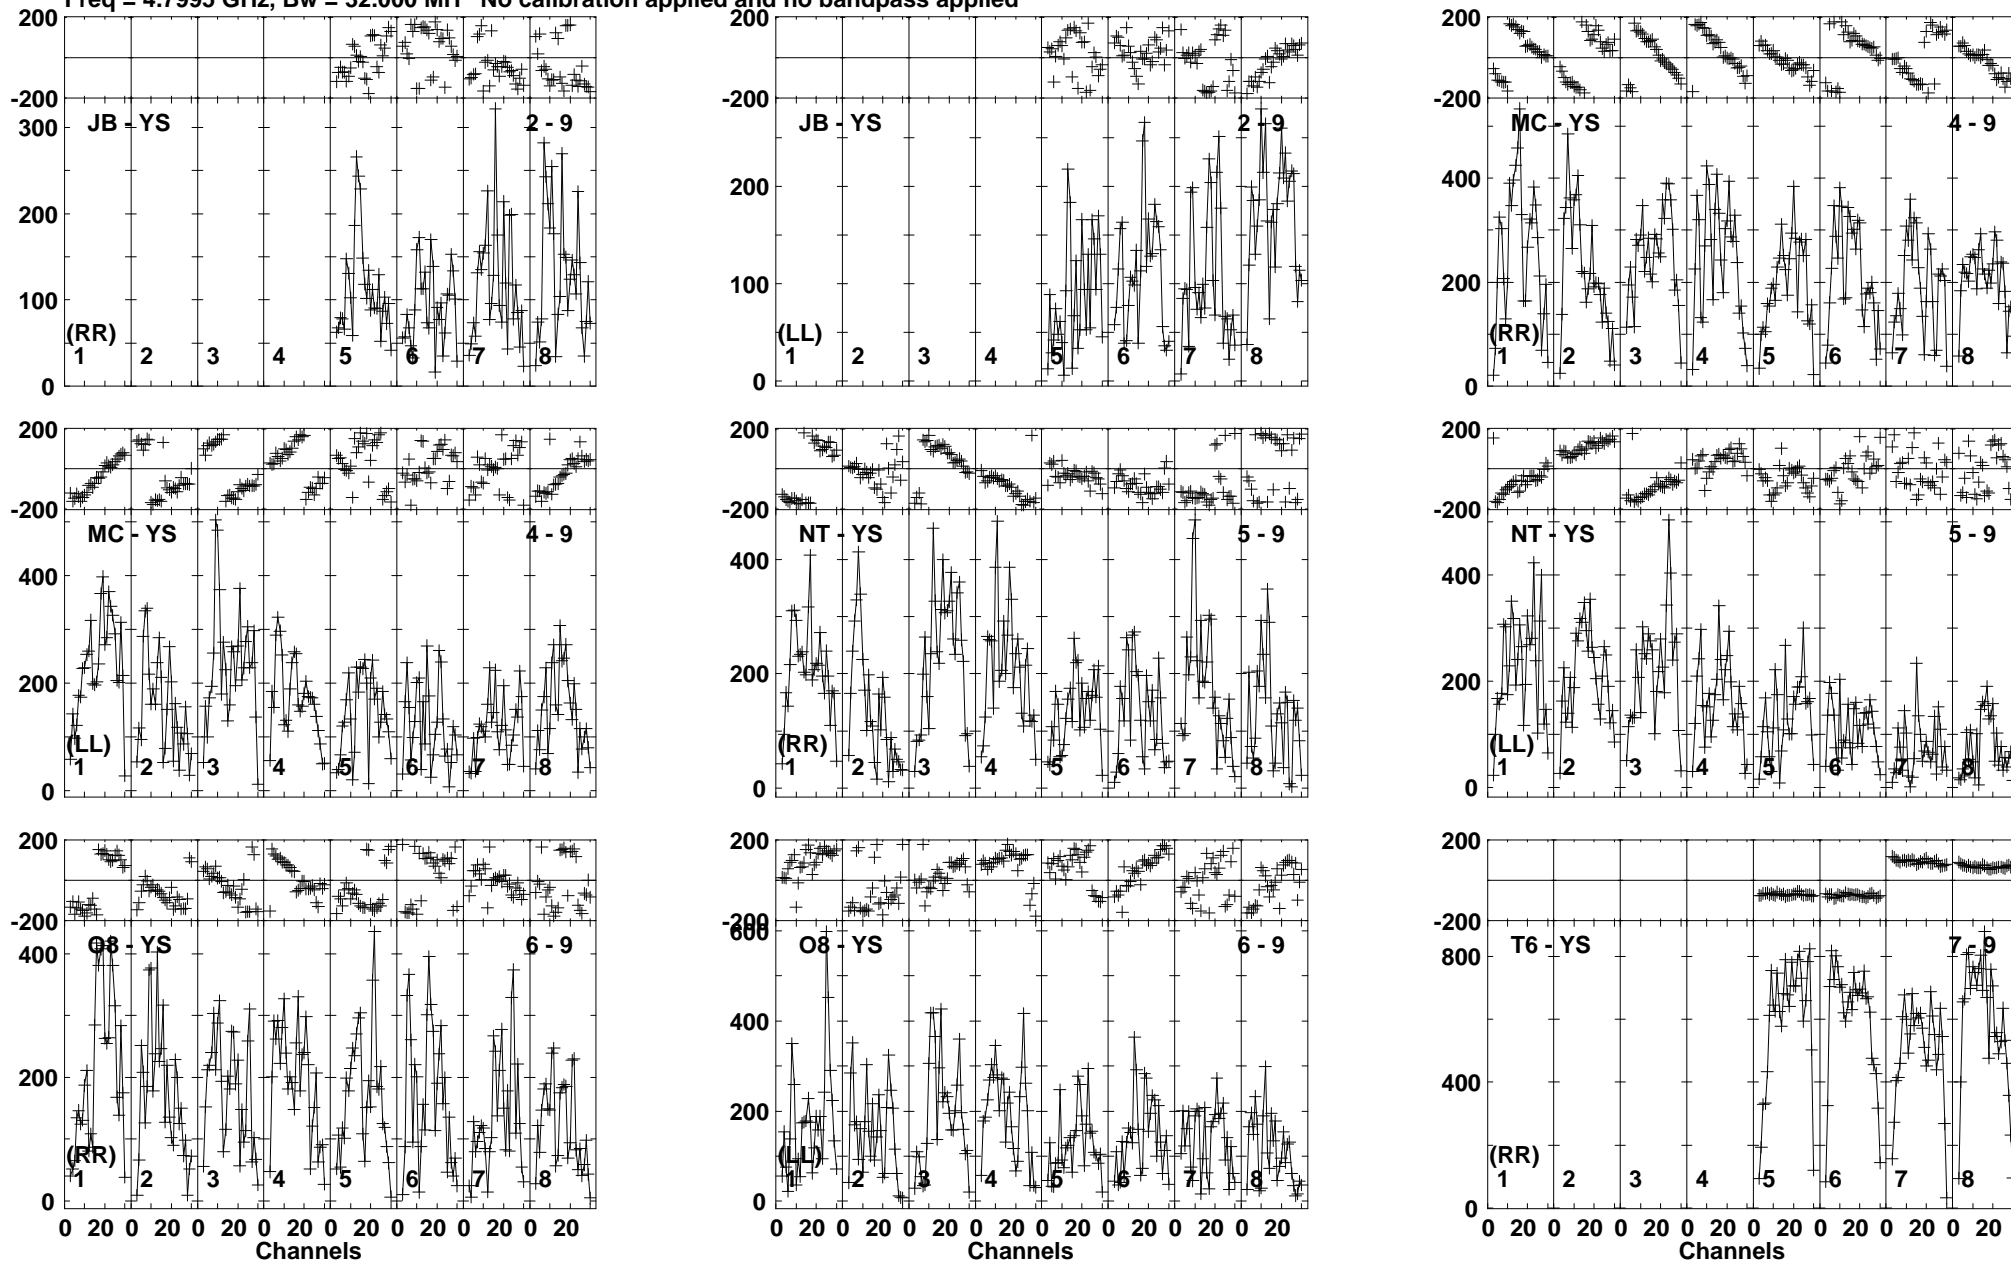 Freq = 4.7995 GHz, Bw = 32.000 MH No calibration applied and no bandpass applied
200 200 200
-200 -200 -200
JB - YS 2 - 9 JB - YS 2 - 9 MC - YS 4 - 9
300
200 200 400
100 100 200
(RR) (LL) (RR)
1 2 3 4 5 6 7 8 1 2 3 4 5 6 7 8 1 2 3 4 5 6 7 8
0 0 0
200 200 200
-200 -200 -200
MC - YS 4 - 9 NT - YS 5 - 9 NT - YS 5 - 9
400 400 400
200 200 200
(LL) (RR) (LL)
1 2 3 4 5 6 7 8 1 2 3 4 5 6 7 8 1 2 3 4 5 6 7 8
0 0 0
200 200 200
-200 -200 -200
600
O8 - YS 6 - 9 O8 - YS 6 - 9 T6 - YS 7 - 9
400 400 800
200 200 400
(RR) (LL) (RR)
1 2 3 4 5 6 7 8 1 2 3 4 5 6 7 8 1 2 3 4 5 6 7 8
0 0 0
0 20 0 20 0 20 0 20 0 20 0 20 0 20 0 20 0 20 0 20 0 20 0 20 0 20 0 20 0 20 0 20 0 20 0 20 0 20 0 20 0 20 0 20 0 20 0 20
Channels Channels Channels